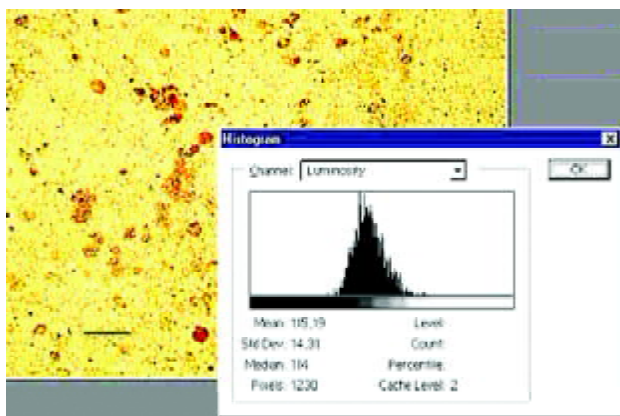 Histogram
Channel: Luminosity OK
Mean: 115,19 Level:
Std Dev: 14,31 Count:
Median: 114 Percentile:
Pixels: 1230 Cache Level: 2